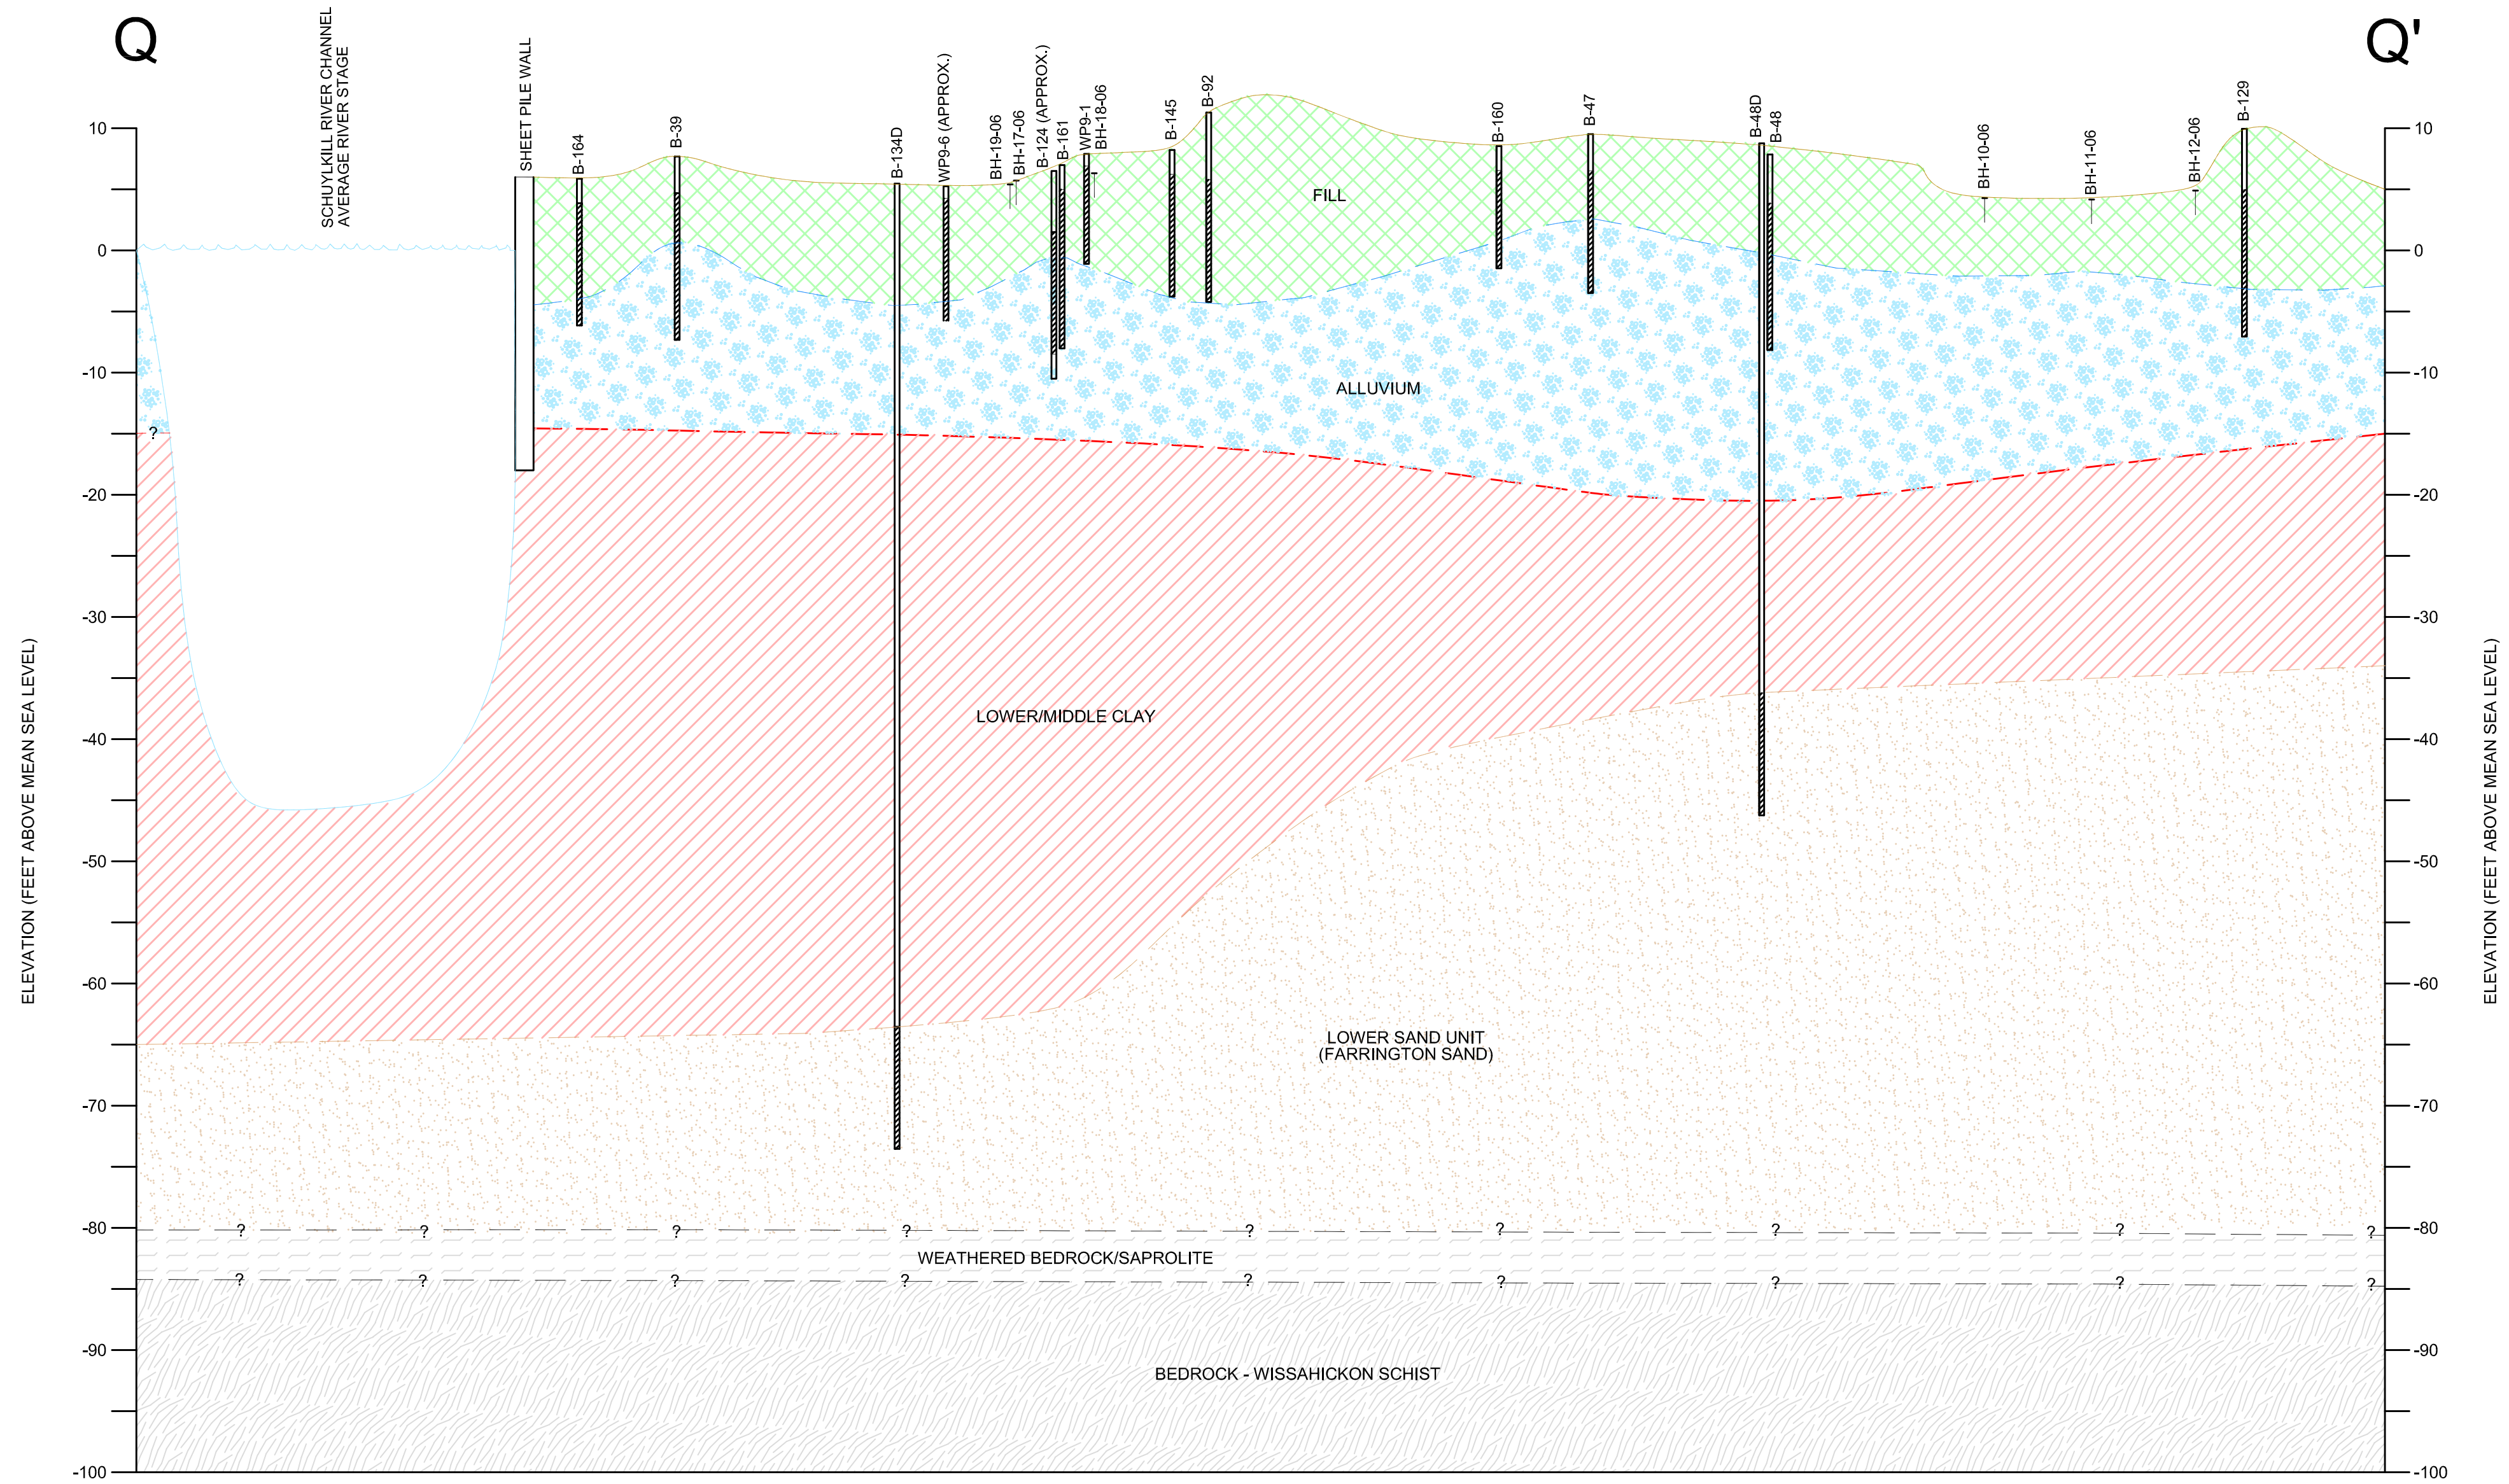 Q
Q'
SCHUYLKILL RIVER CHANNEL
AVERAGE RIVER STAGE
SHEET PILE WALL
B-164
B-39
B-134D
WP9-6 (APPROX.)
BH-19-06
BH-17-06
B-124 (APPROX.)
B-161
WP9-1
BH-18-06
B-145
B-92
B-160
B-47
B-48D
B-48
BH-10-06
BH-11-06
BH-12-06
B-129
10
0
-10
-20
-30
-40
-50
-60
-70
-80
-90
-100
ELEVATION (FEET ABOVE MEAN SEA LEVEL)
FILL
ALLUVIUM
?
LOWER/MIDDLE CLAY
LOWER SAND UNIT
(FARRINGTON SAND)
? ? ? ? ? ? ? ? ?
WEATHERED BEDROCK/SAPROLITE
? ? ? ? ? ? ? ? ?
BEDROCK - WISSAHICKON SCHIST
10
0
-10
-20
-30
-40
-50
-60
-70
-80
-90
-100
ELEVATION (FEET ABOVE MEAN SEA LEVEL)